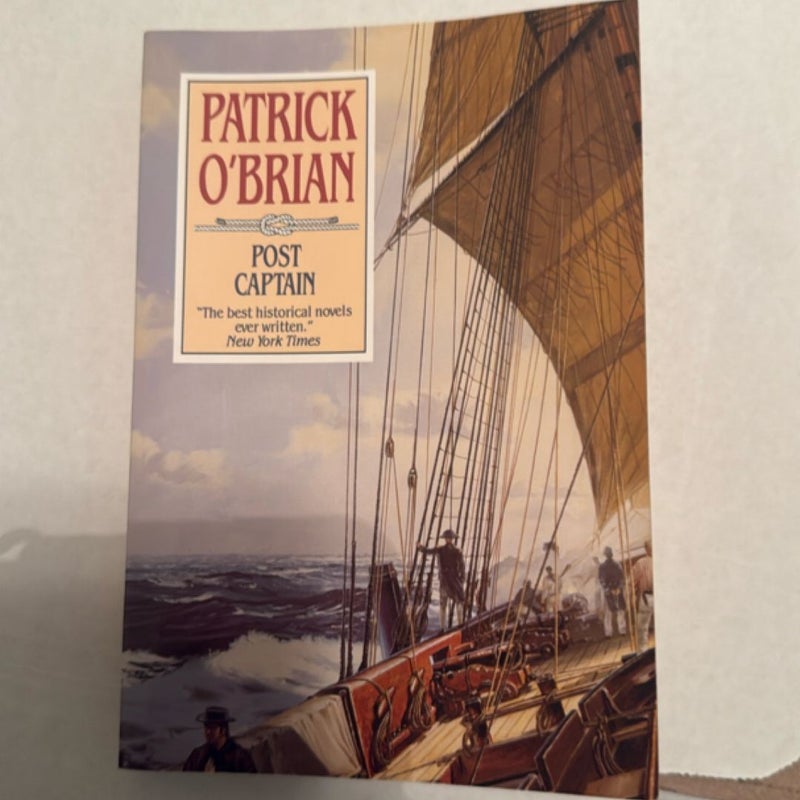 PATRICK
O'BRIAN
POST
CAPTAIN
"The best historical novels
ever written."
New York Times